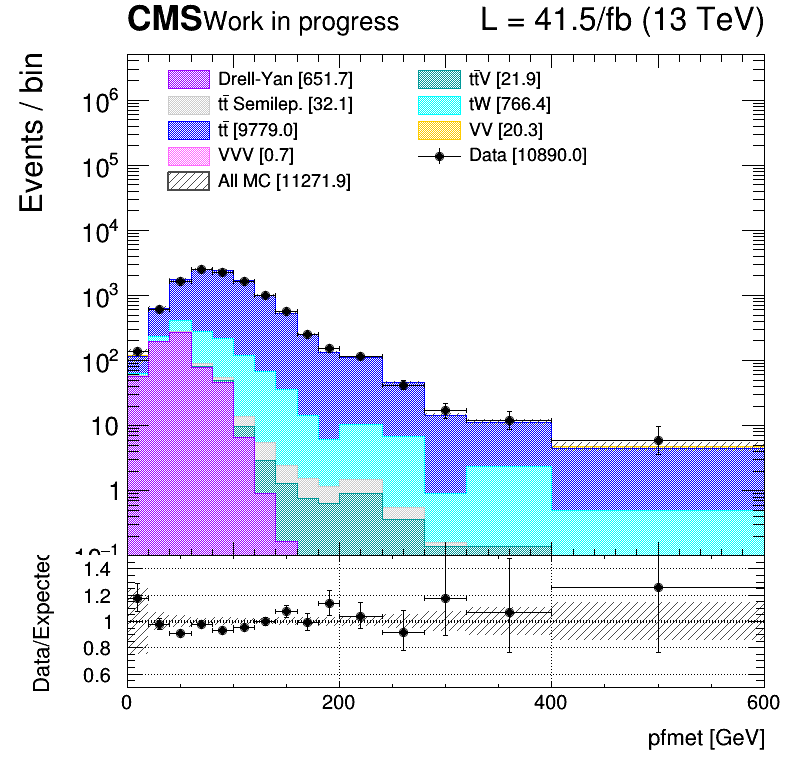 CMS Work in progress L = 41.5/fb (13 TeV)
Events / bin
Drell-Yan [651.7]
tt̄ Semilep. [32.1]
tt̄ [9779.0]
VVV [0.7]
All MC [11271.9]
tt̄V [21.9]
tW [766.4]
VV [20.3]
Data [10890.0]
10⁶
10⁵
10⁴
10³
10²
10
1
10⁻¹
Data/Expected
1.4
1.2
1
0.8
0.6
0 200 400 600
pfmet [GeV]